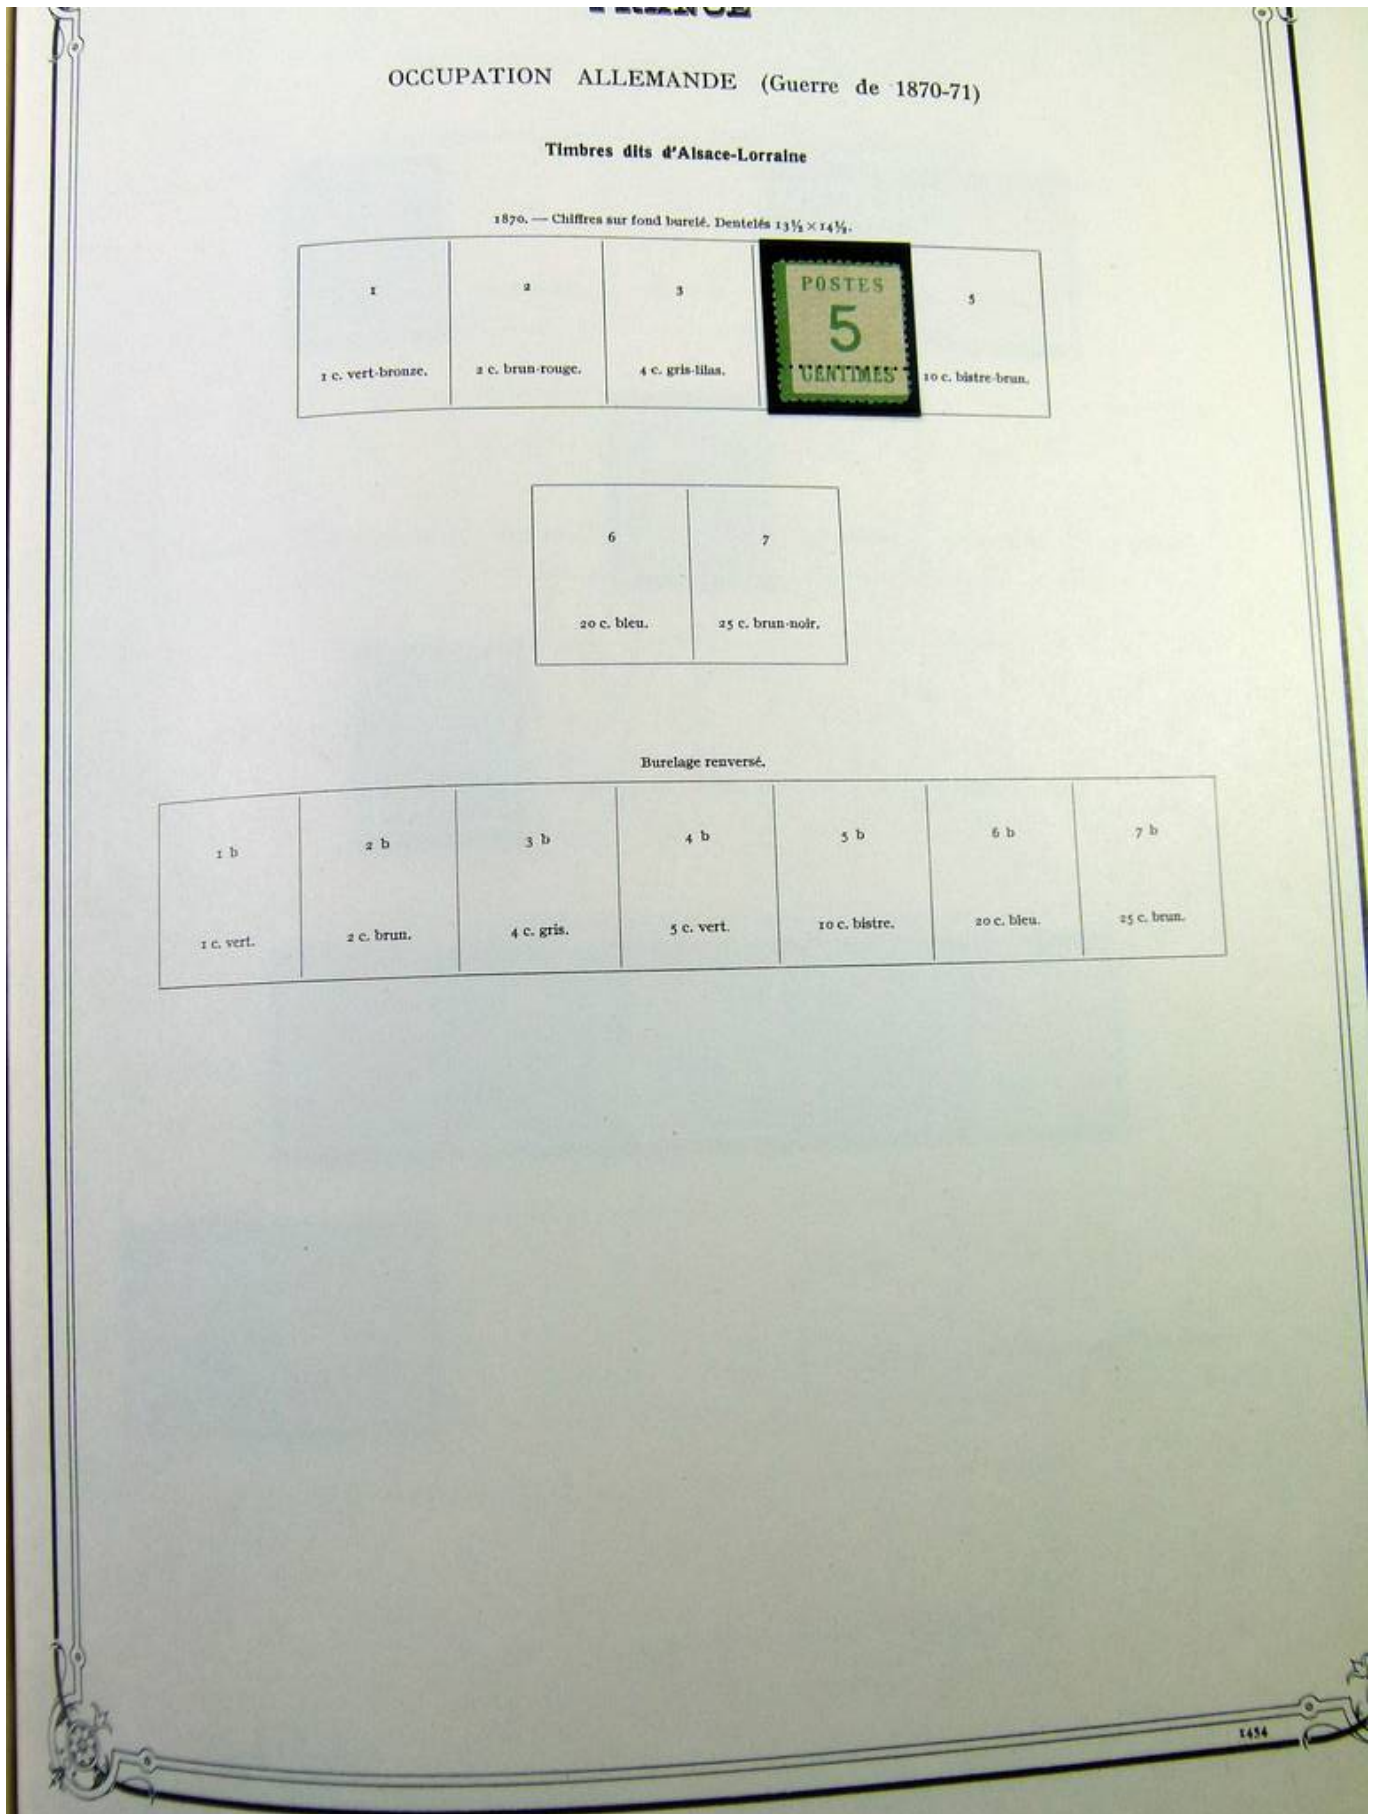 FRANCE
OCCUPATION ALLEMANDE (Guerre de 1870-71)
Timbres dits d'Alsace-Lorraine
1870. — Chiffres sur fond burelé. Dentelés 13½ × 14½.
1
2
3
POSTES
5
CENTIMES
5
1 c. vert-bronze.
2 c. brun-rouge.
4 c. gris-lilas.
10 c. bistre-brun.
6
7
20 c. bleu.
25 c. brun-noir.
Burelage renversé.
1 b
2 b
3 b
4 b
5 b
6 b
7 b
1 c. vert.
2 c. brun.
4 c. gris.
5 c. vert.
10 c. bistre.
20 c. bleu.
25 c. brun.
1454